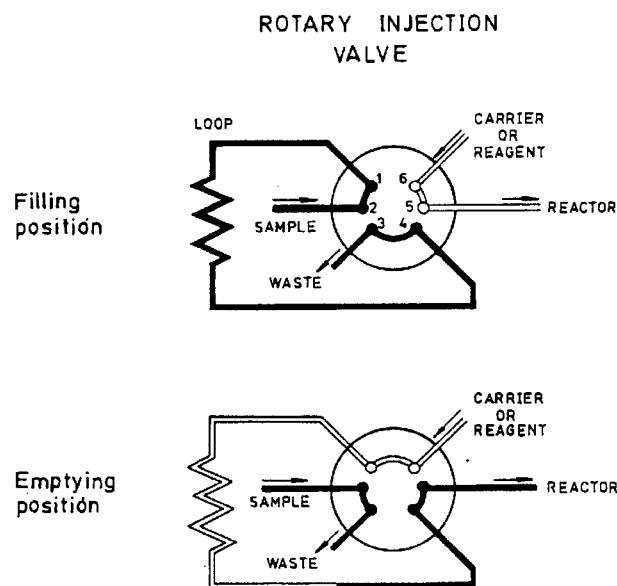 ROTARY INJECTION
VALVE
LOOP
CARRIER
OR
REAGENT
1
6
Filling
position
2
5
SAMPLE
3
4
REACTOR
WASTE
CARRIER
OR
REAGENT
Emptying
position
SAMPLE
REACTOR
WASTE